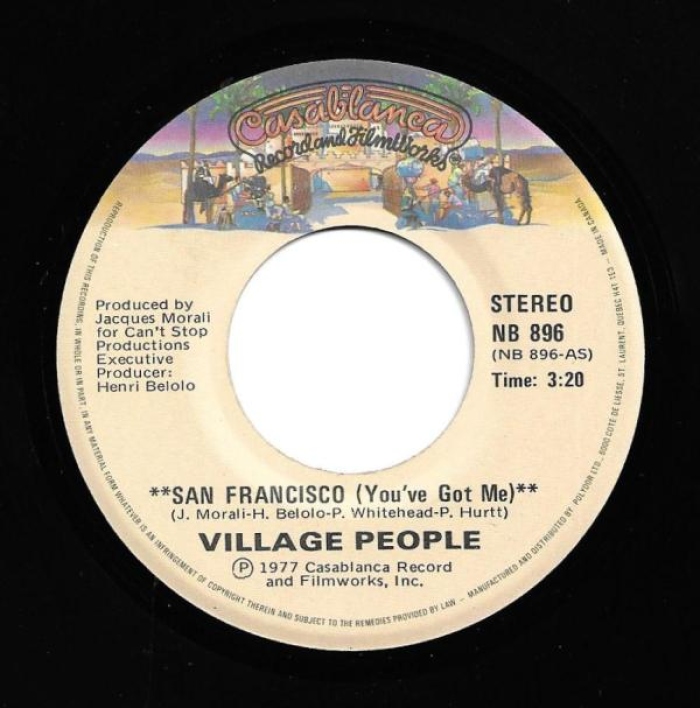 Casablanca
Record and FilmWorks
Produced by
Jacques Morali
for Can't Stop
Productions
Executive
Producer:
Henri Belolo
STEREO
NB 896
(NB 896-AS)
Time: 3:20
**SAN FRANCISCO (You've Got Me)**
(J. Morali-H. Belolo-P. Whitehead-P. Hurtt)
VILLAGE PEOPLE
Ⓟ 1977 Casablanca Record
and Filmworks, Inc.
REPRODUCTION OF THIS RECORDING, IN WHOLE OR IN PART, IN ANY MATERIAL FORM WHATEVER IS AN INFRINGEMENT OF COPYRIGHT THEREIN AND SUBJECT TO THE REMEDIES PROVIDED BY LAW – MANUFACTURED AND DISTRIBUTED BY POLYDOR LTD., 6000 COTE DE LIESSE, ST. LAURENT, QUEBEC H4T 1E3 – MADE IN CANADA